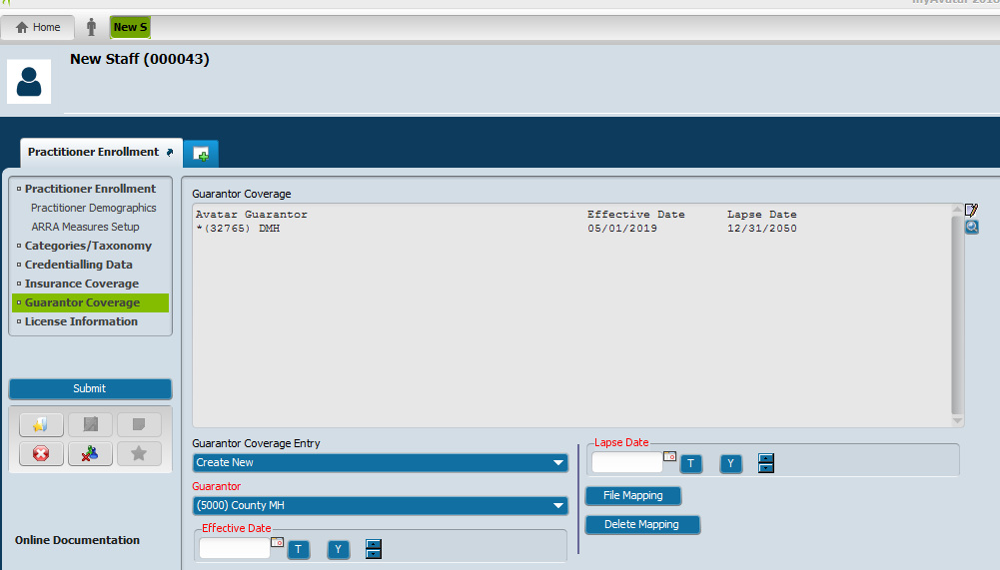 myAvatar 2018
Home
New S
New Staff (000043)
Practitioner Enrollment
Practitioner Enrollment
Practitioner Demographics
ARRA Measures Setup
Categories/Taxonomy
Credentialling Data
Insurance Coverage
Guarantor Coverage
License Information
Submit
Online Documentation
Guarantor Coverage
Avatar Guarantor Effective Date Lapse Date
*(32765) DMH 05/01/2019 12/31/2050
Guarantor Coverage Entry
Create New
Guarantor
(5000) County MH
Effective Date
T Y
Lapse Date
T Y
File Mapping
Delete Mapping